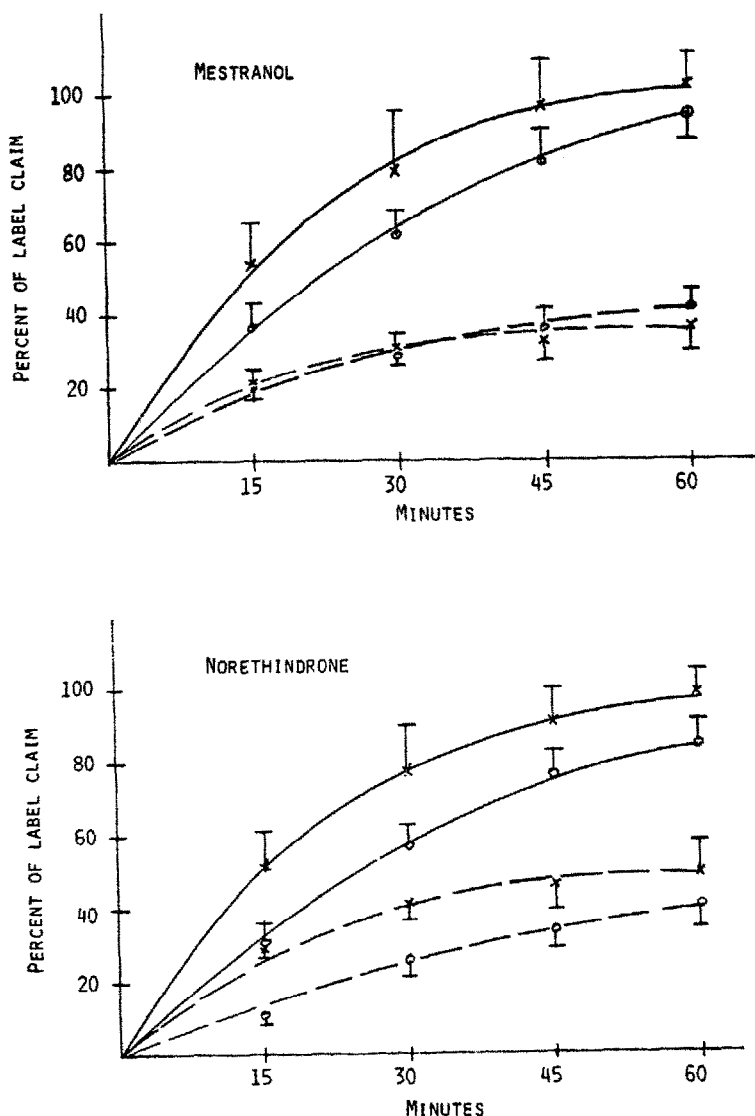 MESTRANOL
PERCENT OF LABEL CLAIM
100
80
60
40
20
15 30 45 60
MINUTES
NORETHINDRONE
PERCENT OF LABEL CLAIM
100
80
60
40
20
15 30 45 60
MINUTES